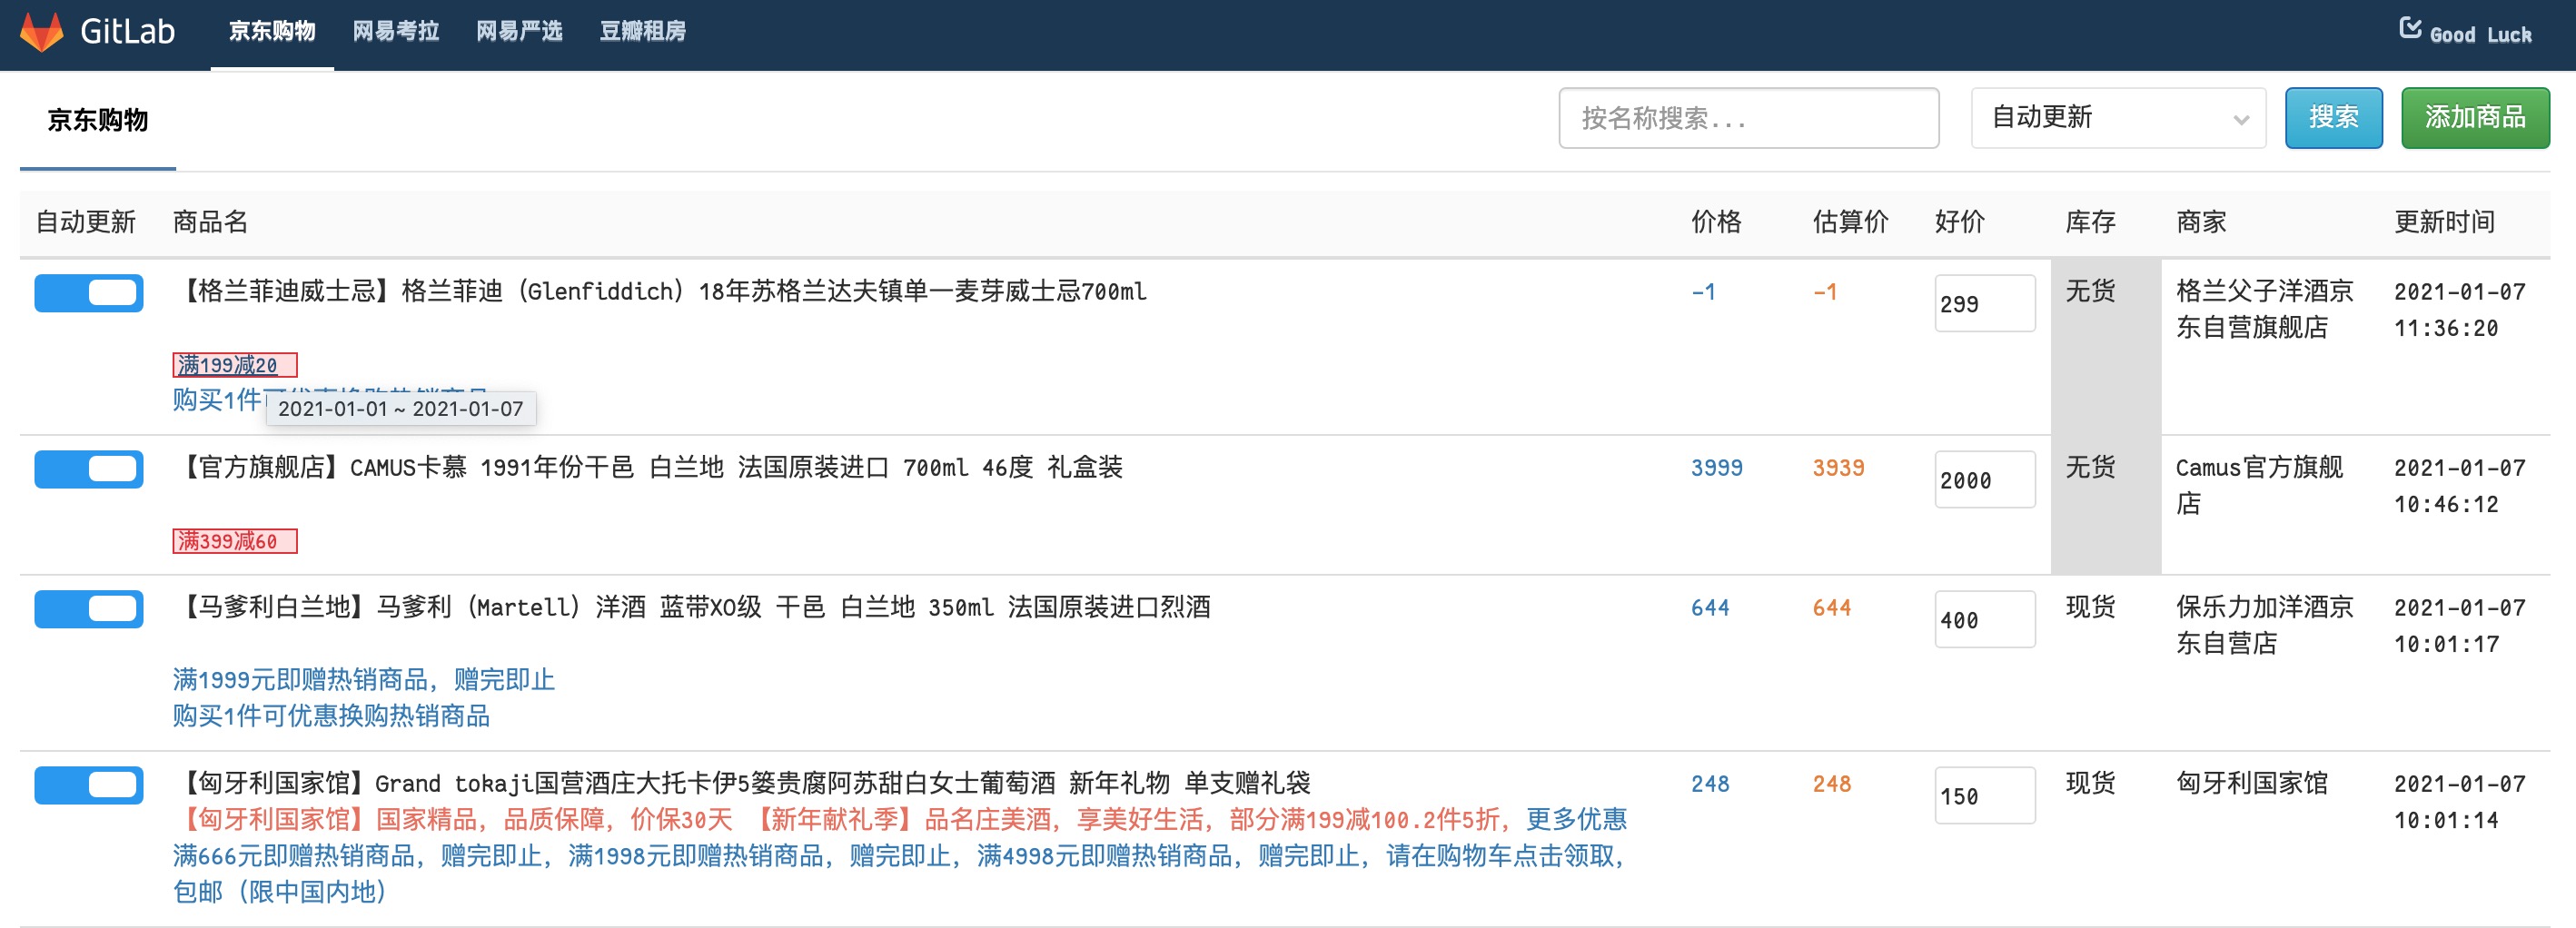 GitLab 京东购物 网易考拉 网易严选 豆瓣租房 Good Luck
京东购物 按名称搜索... 自动更新 搜索 添加商品
自动更新 商品名 价格 估算价 好价 库存 商家 更新时间
【格兰菲迪威士忌】格兰菲迪（Glenfiddich）18年苏格兰达夫镇单一麦芽威士忌700ml -1 -1 299 无货 格兰父子洋酒京 2021-01-07
东自营旗舰店 11:36:20
满199减20
购买1件
2021-01-01 ~ 2021-01-07
【官方旗舰店】CAMUS卡慕 1991年份干邑 白兰地 法国原装进口 700ml 46度 礼盒装 3999 3939 2000 无货 Camus官方旗舰 2021-01-07
店 10:46:12
满399减60
【马爹利白兰地】马爹利（Martell）洋酒 蓝带XO级 干邑 白兰地 350ml 法国原装进口烈酒 644 644 400 现货 保乐力加洋酒京 2021-01-07
东自营店 10:01:17
满1999元即赠热销商品，赠完即止
购买1件可优惠换购热销商品
【匈牙利国家馆】Grand tokaji国营酒庄大托卡伊5篓贵腐阿苏甜白女士葡萄酒 新年礼物 单支赠礼袋 248 248 150 现货 匈牙利国家馆 2021-01-07
【匈牙利国家馆】国家精品，品质保障，价保30天 【新年献礼季】品名庄美酒，享美好生活，部分满199减100.2件5折，更多优惠 10:01:14
满666元即赠热销商品，赠完即止，满1998元即赠热销商品，赠完即止，满4998元即赠热销商品，赠完即止，请在购物车点击领取，
包邮（限中国内地）